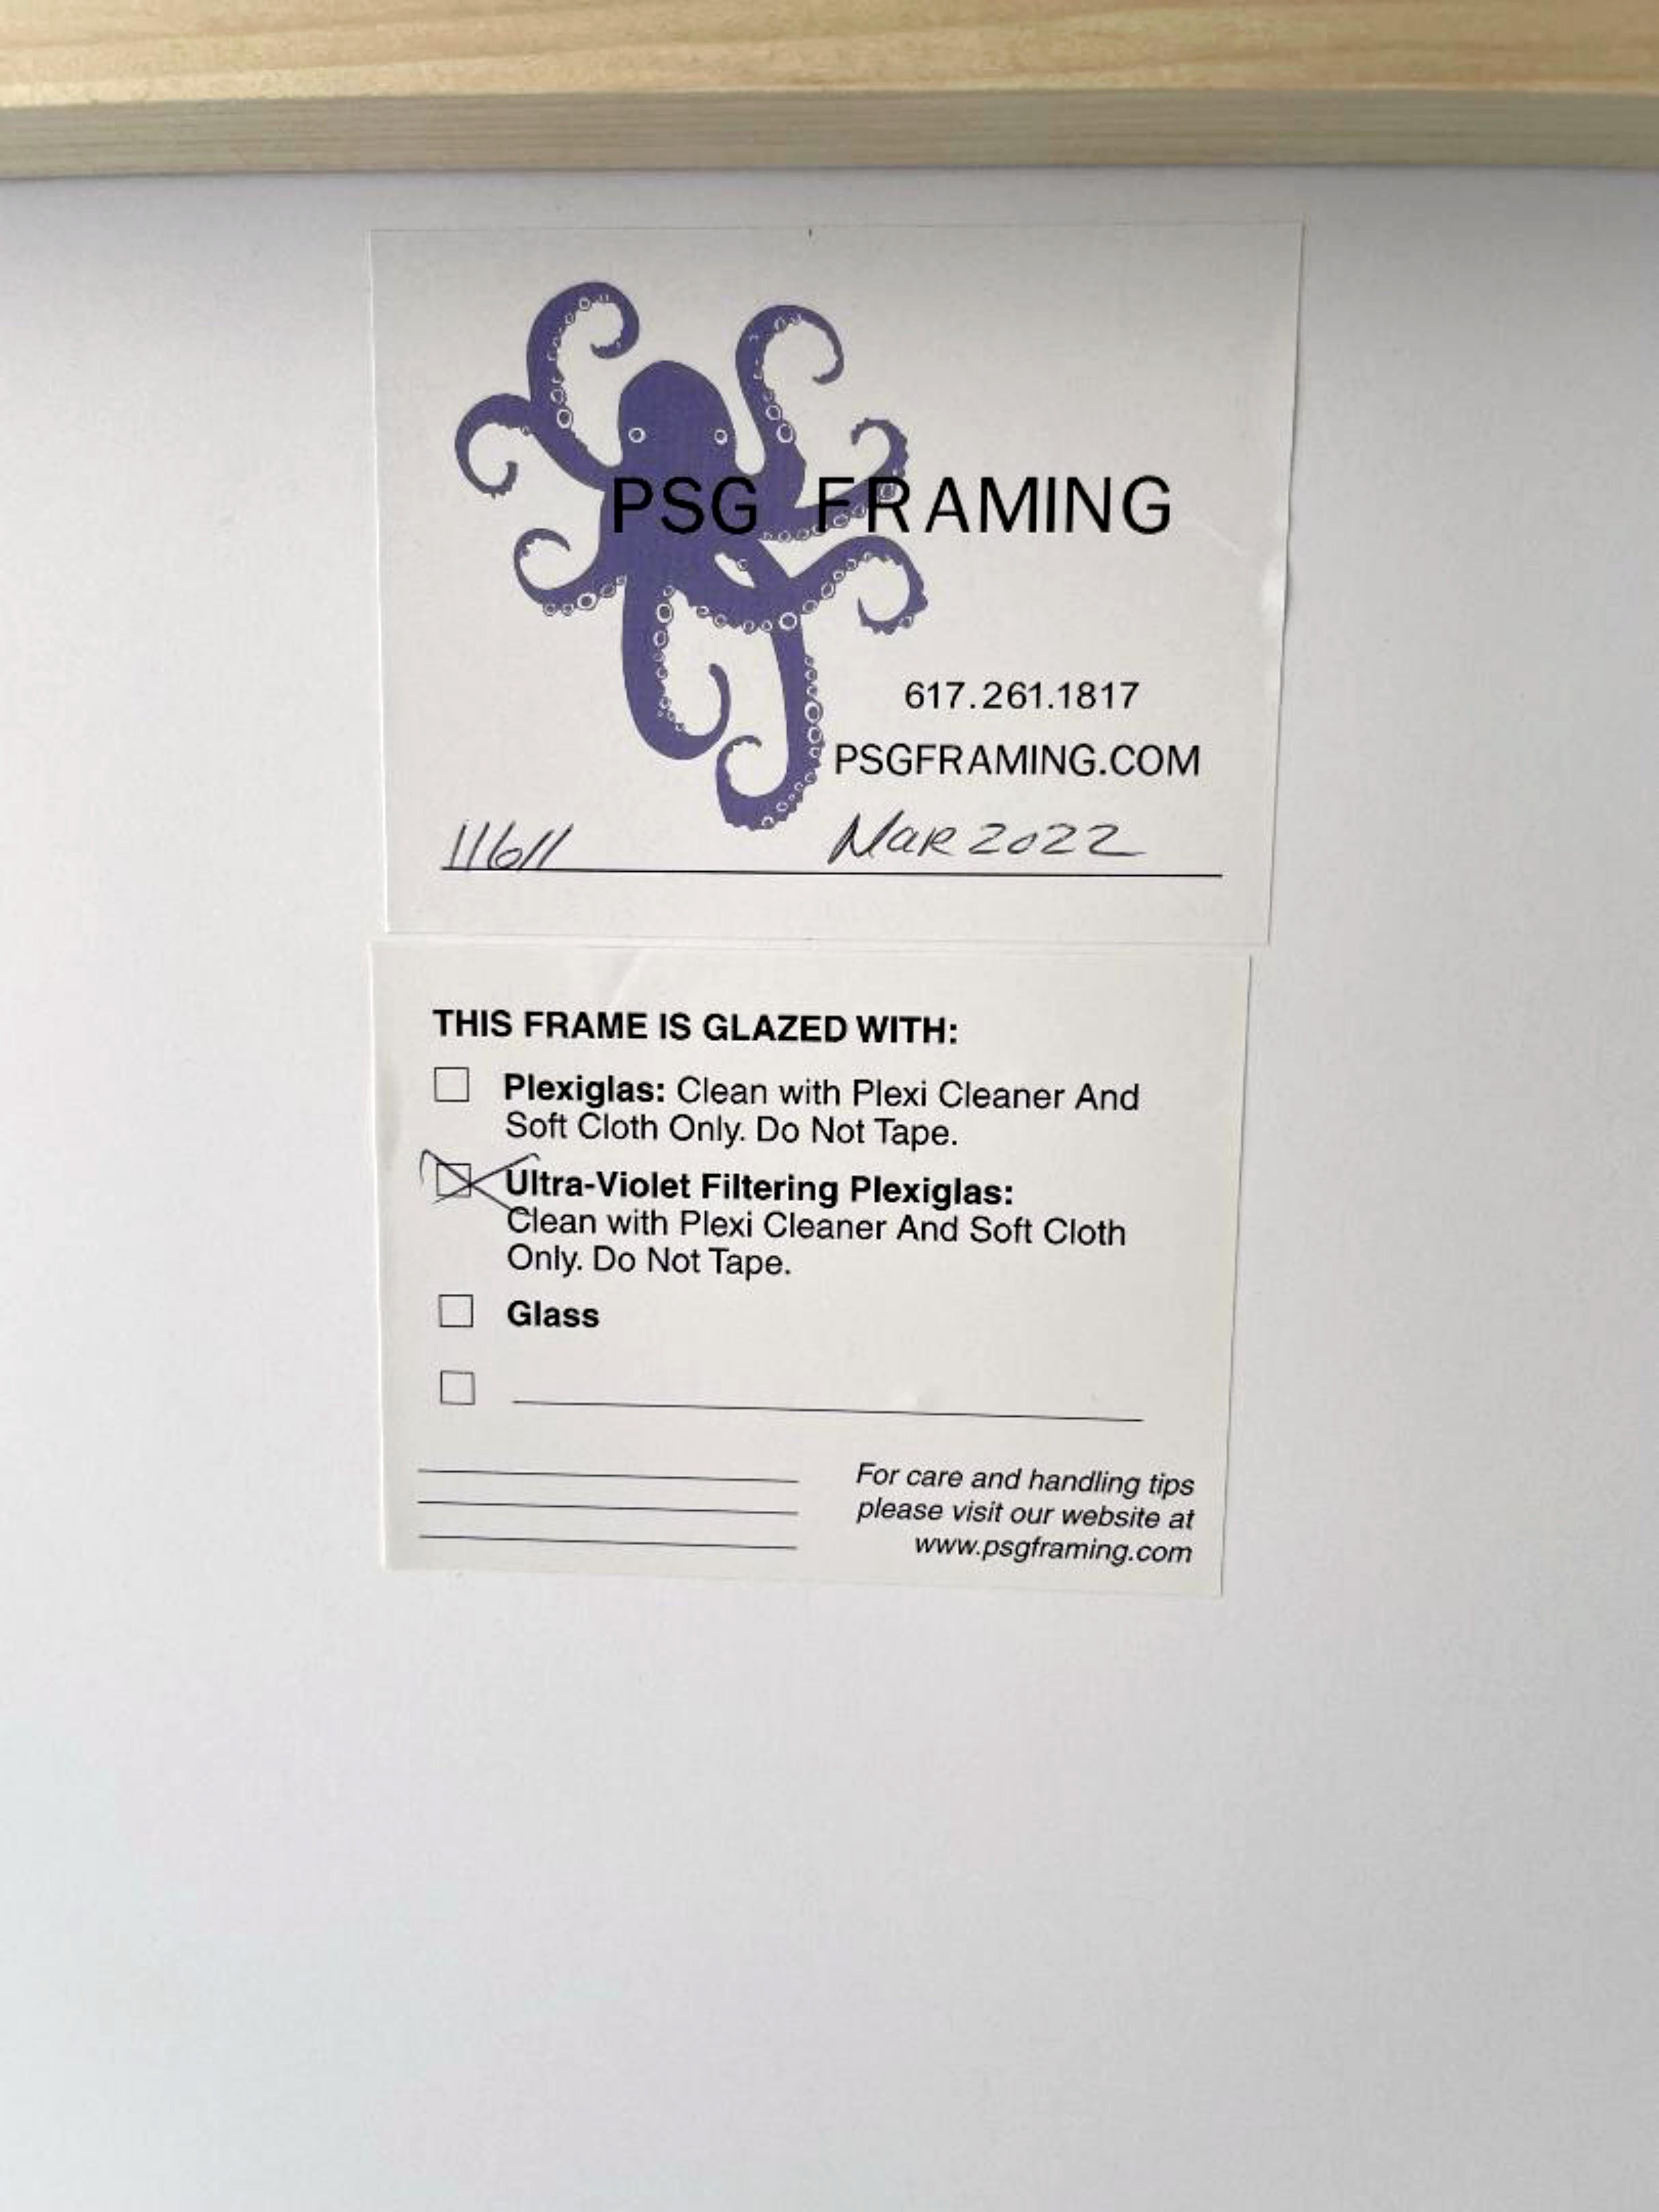 PSG FRAMING
617.261.1817
PSGFRAMING.COM
11611 Mar 2022
THIS FRAME IS GLAZED WITH:
Plexiglas: Clean with Plexi Cleaner And
Soft Cloth Only. Do Not Tape.
Ultra-Violet Filtering Plexiglas:
Clean with Plexi Cleaner And Soft Cloth
Only. Do Not Tape.
Glass
For care and handling tips
please visit our website at
www.psgframing.com